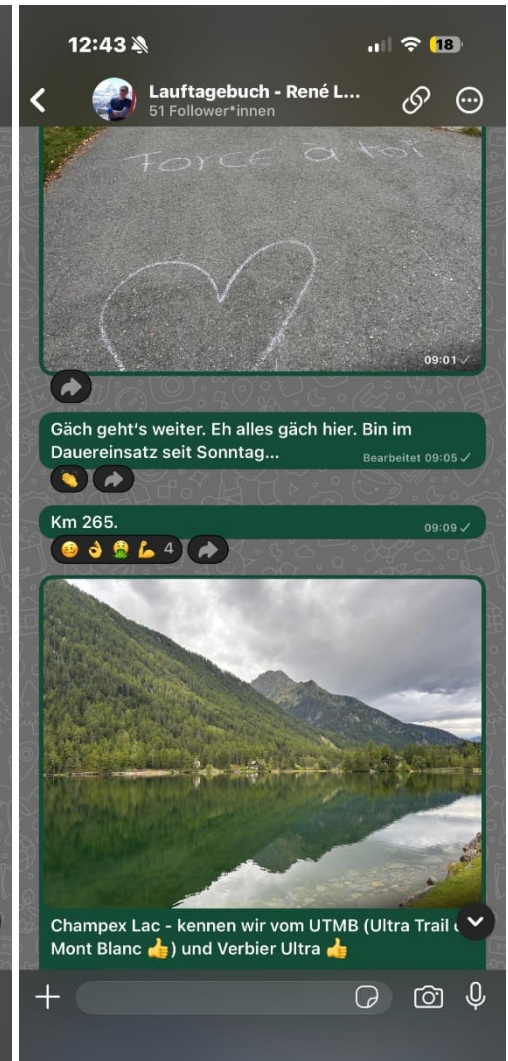 12:43
18
Lauftagebuch - René L...
51 Follower*innen
Force à toi
09:01
Gäch geht's weiter. Eh alles gäch hier. Bin im
Dauereinsatz seit Sonntag...
Bearbeitet 09:05
Km 265.
09:09
4
Champex Lac - kennen wir vom UTMB (Ultra Trail
Mont Blanc 👍) und Verbier Ultra 👍